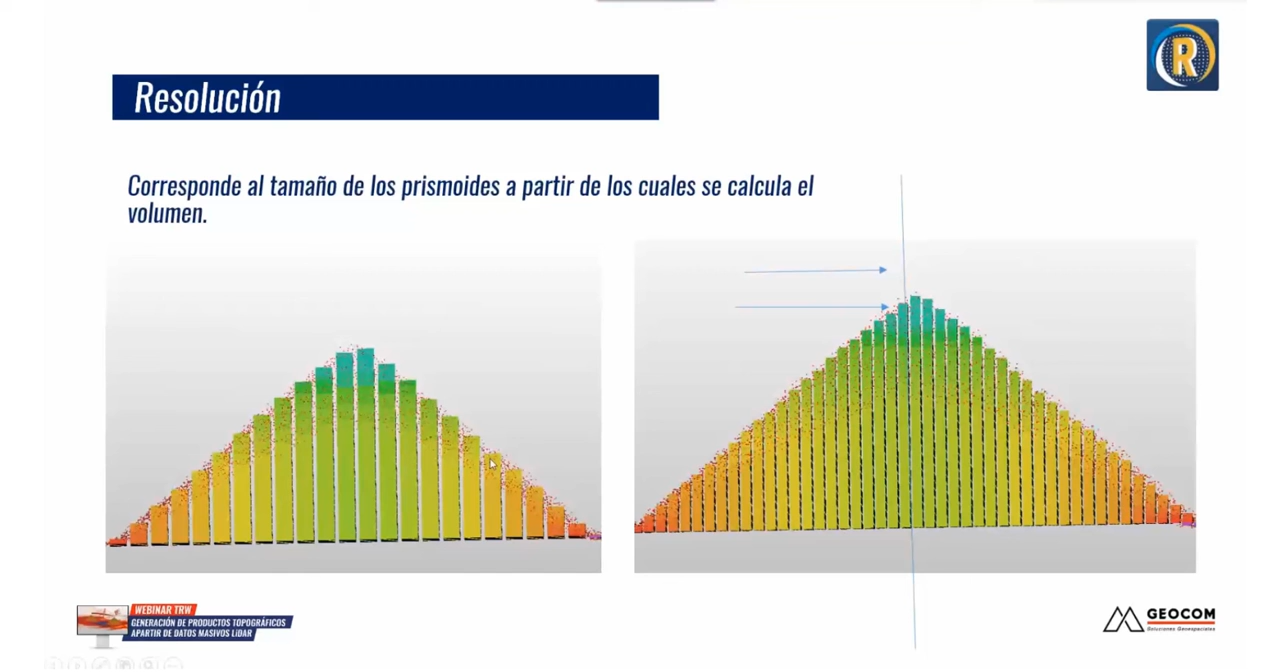 R
Resolución
Corresponde al tamaño de los prismoides a partir de los cuales se calcula el
volumen.
WEBINAR TRW
GENERACIÓN DE PRODUCTOS TOPOGRÁFICOS
APARTIR DE DATOS MASIVOS LiDAR
GEOCOM
Soluciones Geoespaciales